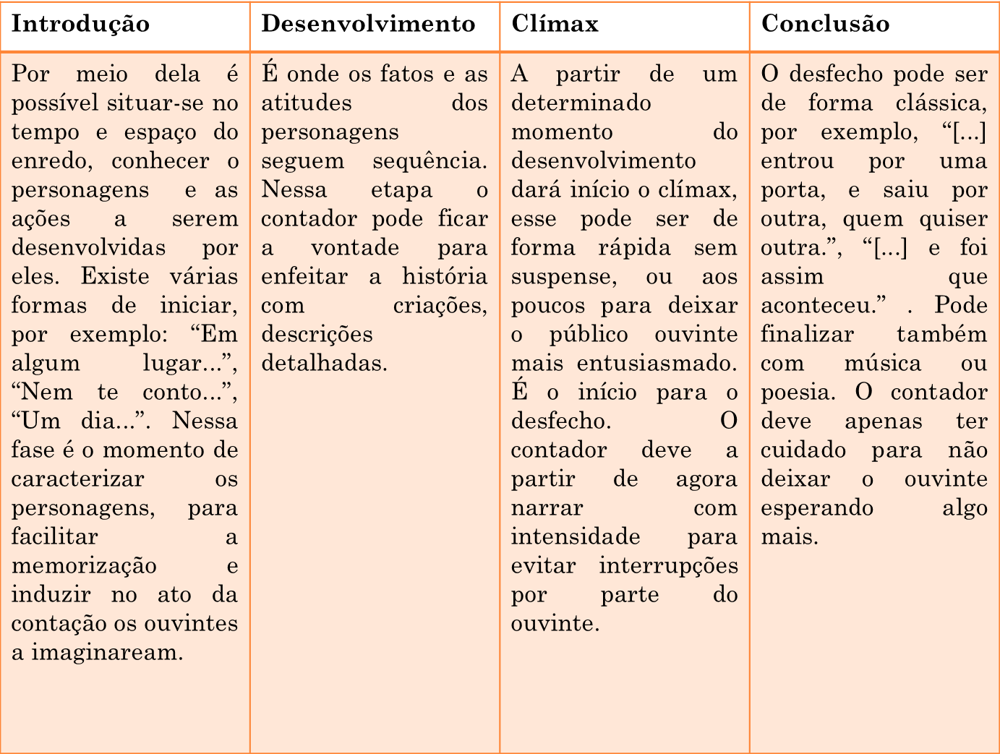 Introdução
Por meio dela é
possível situar-se no
tempo e espaço do
enredo, conhecer o
personagens e as
ações a serem
desenvolvidas por
eles. Existe várias
formas de iniciar,
por exemplo: “Em
algum lugar...”,
“Nem te conto...”,
“Um dia...”. Nessa
fase é o momento de
caracterizar os
personagens, para
facilitar a
memorização e
induzir no ato da
contação os ouvintes
a imaginaream.
Desenvolvimento
É onde os fatos e as
atitudes dos
personagens
seguem sequência.
Nessa etapa o
contador pode ficar
a vontade para
enfeitar a história
com criações,
descrições
detalhadas.
Clímax
A partir de um
determinado
momento do
desenvolvimento
dará início o clímax,
esse pode ser de
forma rápida sem
suspense, ou aos
poucos para deixar
o público ouvinte
mais entusiasmado.
É o início para o
desfecho. O
contador deve a
partir de agora
narrar com
intensidade para
evitar interrupções
por parte do
ouvinte.
Conclusão
O desfecho pode ser
de forma clássica,
por exemplo, “[...]
entrou por uma
porta, e saiu por
outra, quem quiser
outra.”, “[...] e foi
assim que
aconteceu.” . Pode
finalizar também
com música ou
poesia. O contador
deve apenas ter
cuidado para não
deixar o ouvinte
esperando algo
mais.